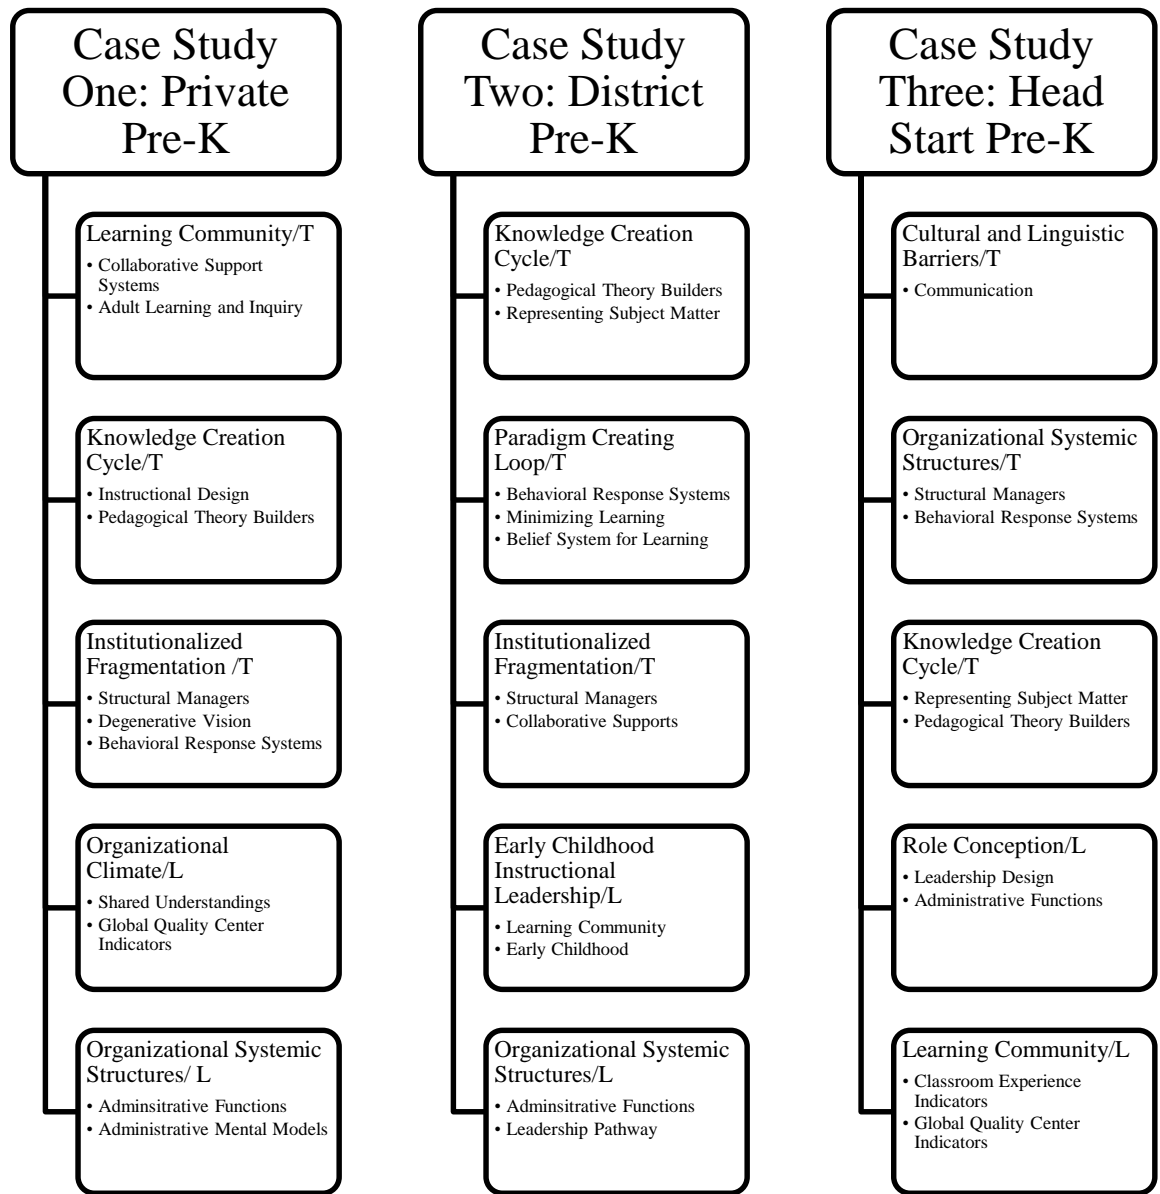 Case Study
One: Private
Pre-K
Learning Community/T
• Collaborative Support
Systems
• Adult Learning and Inquiry
Knowledge Creation
Cycle/T
• Instructional Design
• Pedagogical Theory Builders
Institutionalized
Fragmentation /T
• Structural Managers
• Degenerative Vision
• Behavioral Response Systems
Organizational
Climate/L
• Shared Understandings
• Global Quality Center
Indicators
Organizational Systemic
Structures/ L
• Adminsitrative Functions
• Administrative Mental Models
Case Study
Two: District
Pre-K
Knowledge Creation
Cycle/T
• Pedagogical Theory Builders
• Representing Subject Matter
Paradigm Creating
Loop/T
• Behavioral Response Systems
• Minimizing Learning
• Belief System for Learning
Institutionalized
Fragmentation/T
• Structural Managers
• Collaborative Supports
Early Childhood
Instructional
Leadership/L
• Learning Community
• Early Childhood
Organizational Systemic
Structures/L
• Adminsitrative Functions
• Leadership Pathway
Case Study
Three: Head
Start Pre-K
Cultural and Linguistic
Barriers/T
• Communication
Organizational Systemic
Structures/T
• Structural Managers
• Behavioral Response Systems
Knowledge Creation
Cycle/T
• Representing Subject Matter
• Pedagogical Theory Builders
Role Conception/L
• Leadership Design
• Administrative Functions
Learning Community/L
• Classroom Experience
Indicators
• Global Quality Center
Indicators